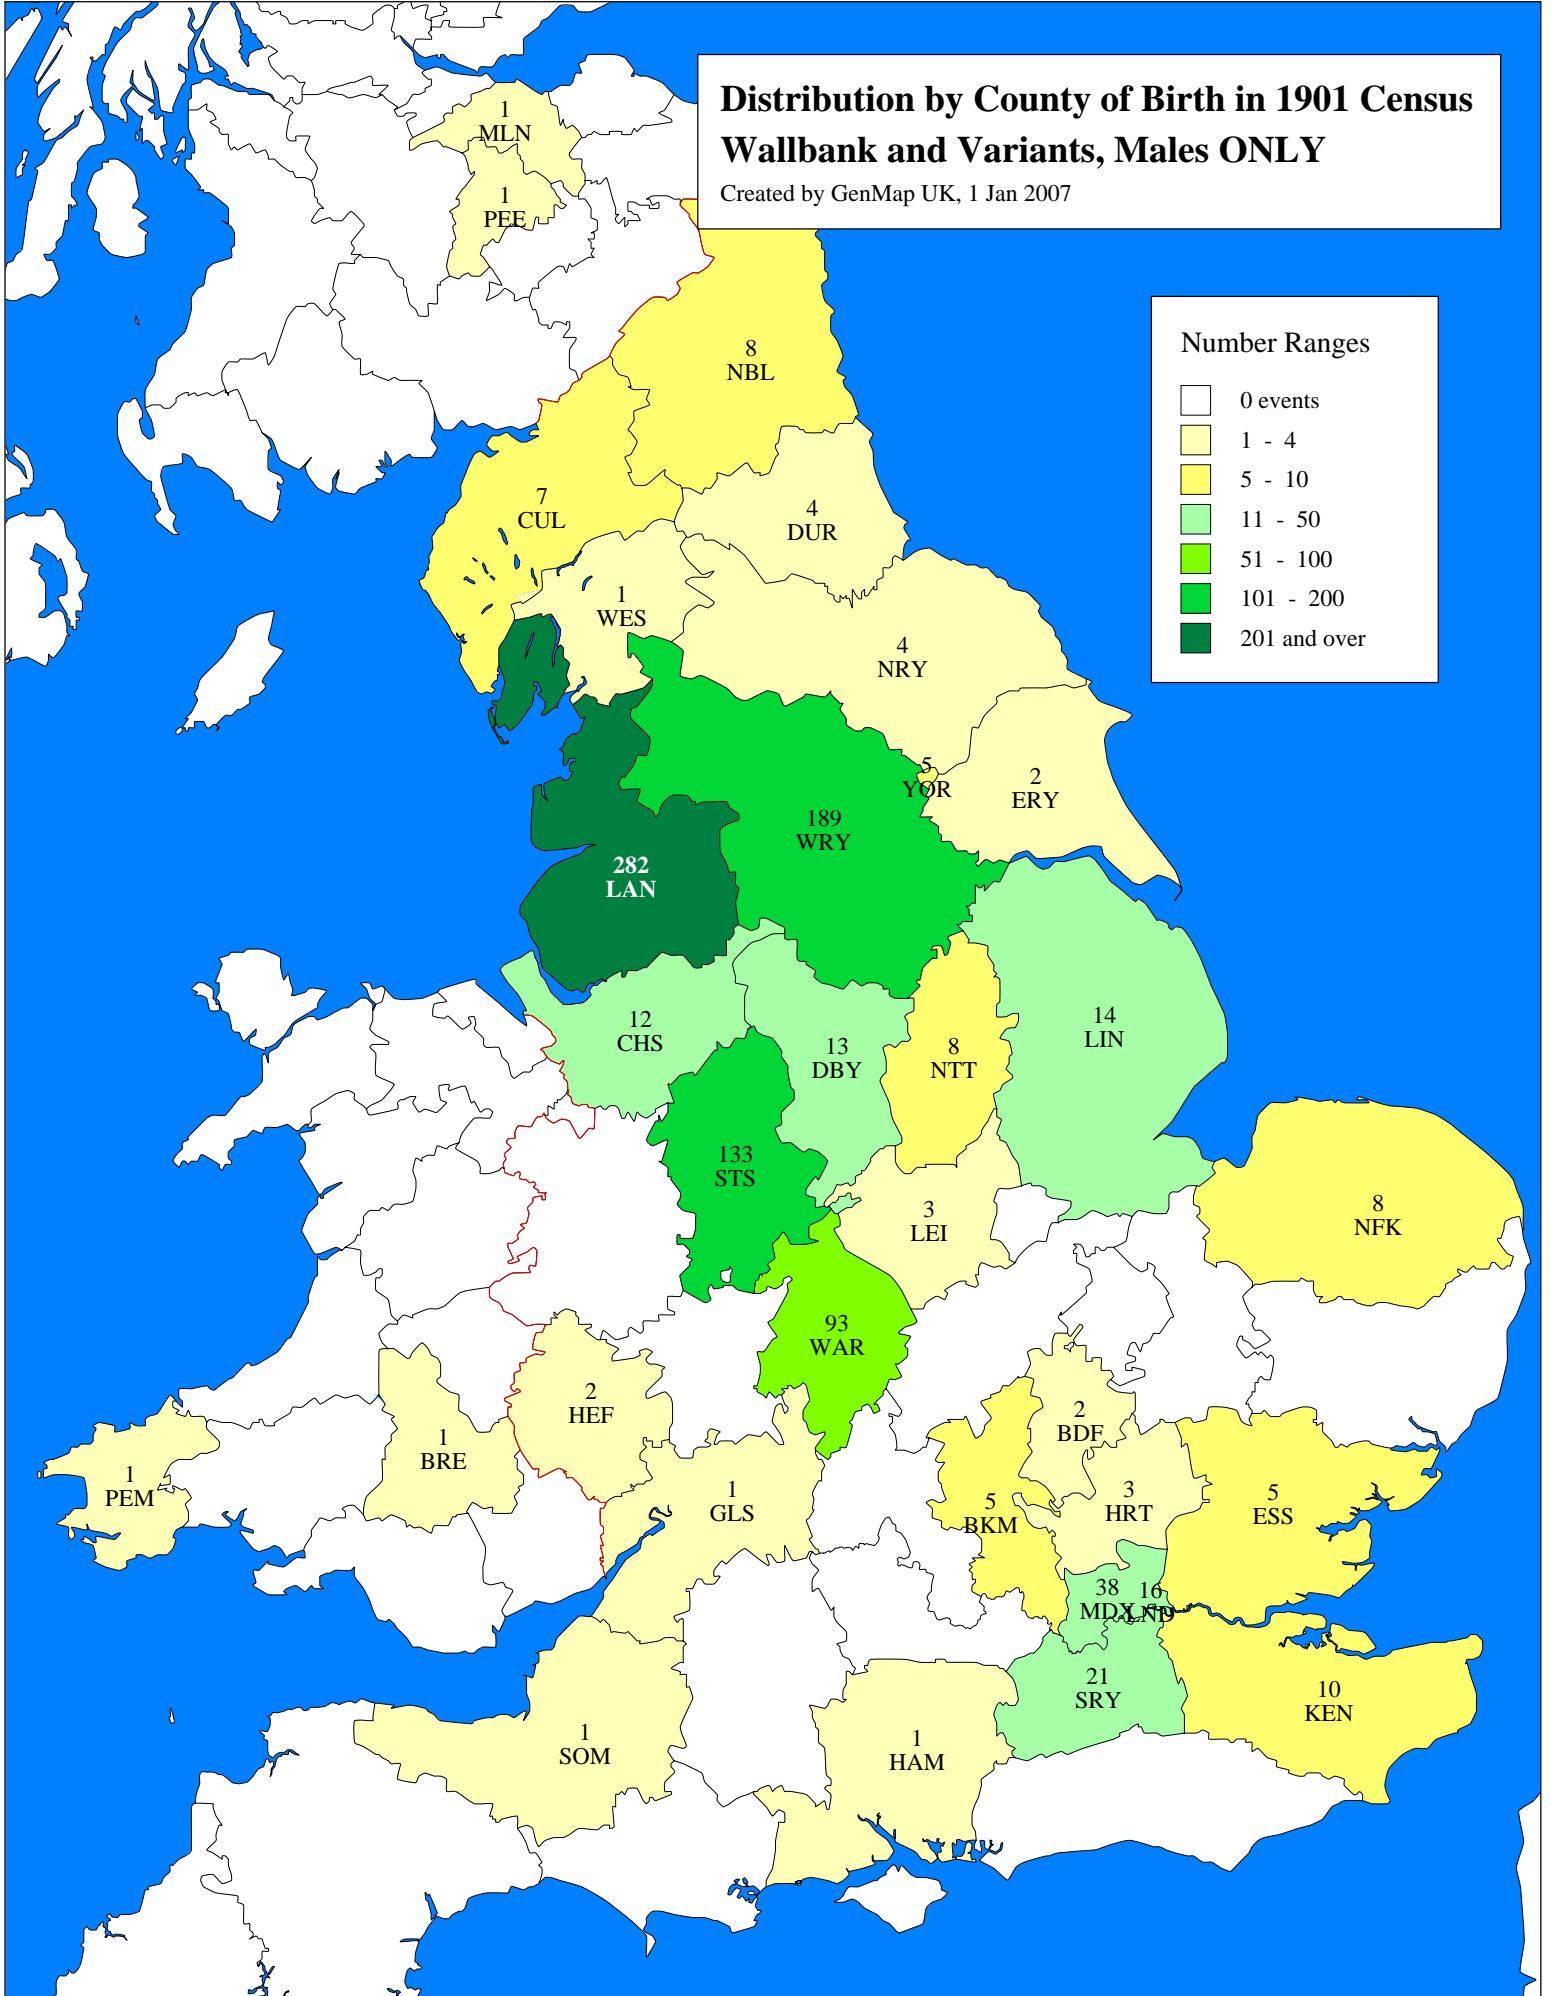 Distribution by County of Birth in 1901 Census
Wallbank and Variants, Males ONLY
Created by GenMap UK, 1 Jan 2007
Number Ranges
0 events
1 - 4
5 - 10
11 - 50
51 - 100
101 - 200
201 and over
1
MLN
1
PEE
8
NBL
7
CUL
4
DUR
1
WES
4
NRY
5
YOR
2
ERY
189
WRY
282
LAN
12
CHS
13
DBY
8
NTT
14
LIN
133
STS
3
LEI
8
NFK
93
WAR
2
HEF
1
BRE
1
PEM
1
GLS
2
BDF
5
BKM
3
HRT
5
ESS
38
MDX
16
LND
21
SRY
10
KEN
1
SOM
1
HAM